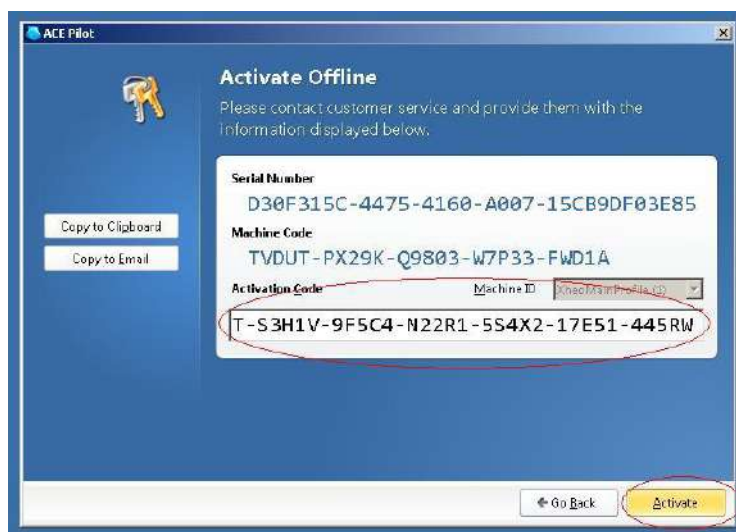 ACE Pilot
Activate Offline
Please contact customer service and provide them with the
information displayed below.
Serial Number
D30F315C-4475-4160-A007-15CB9DF03E85
Copy to Clipboard
Machine Code
Copy to Email
TVDUT-PX29K-Q9803-W7P33-FWD1A
Activation Code Machine ID XheoMainProfile (3)
T-S3H1V-9F5C4-N22R1-5S4X2-17E51-445RW
Go Back Activate